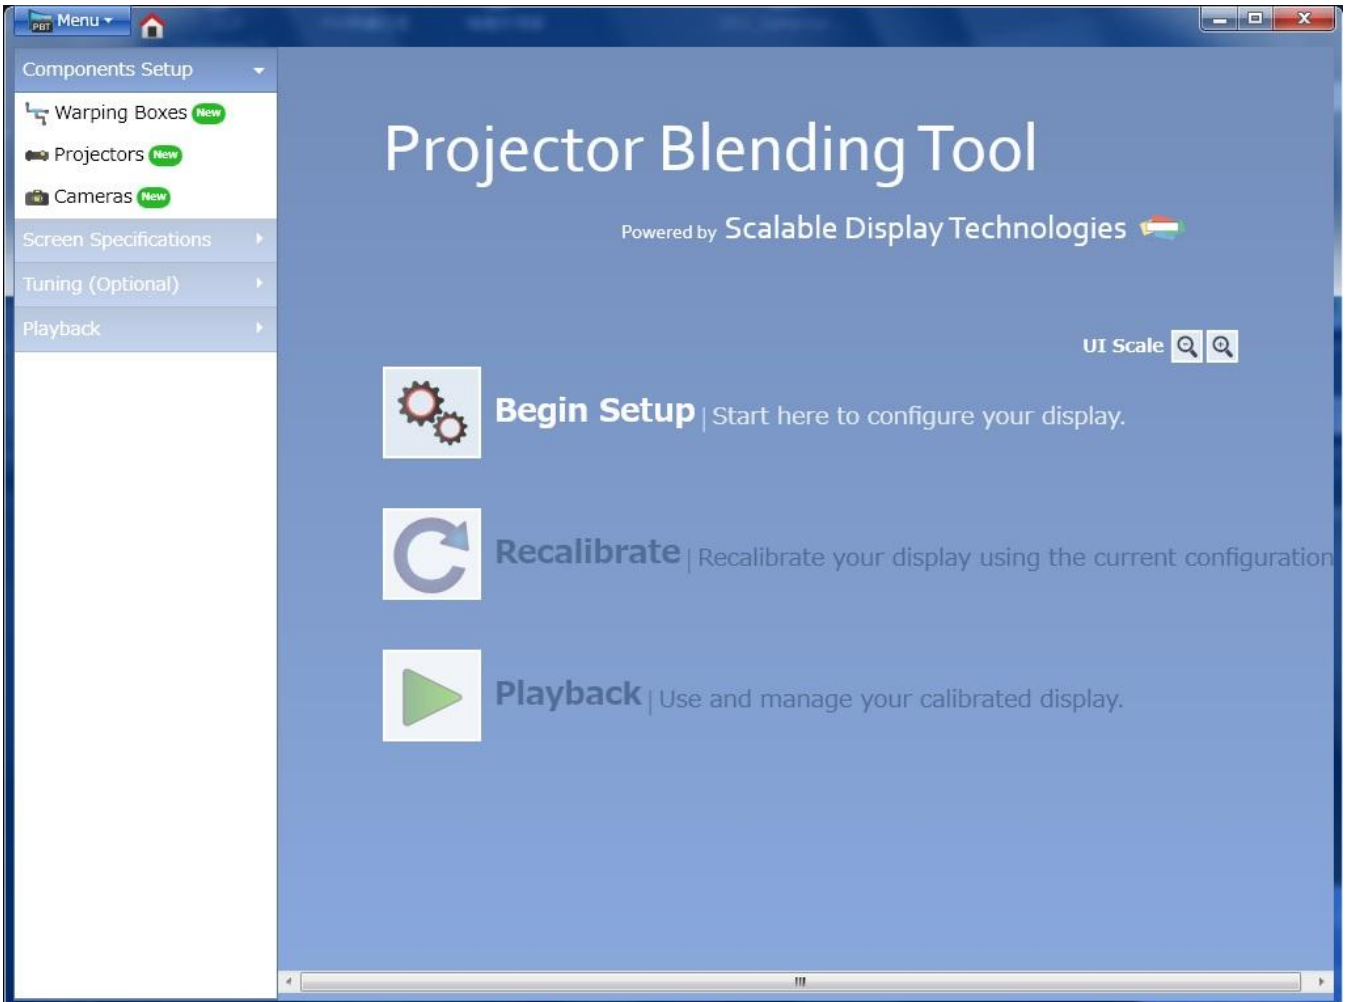 PBT Menu
Components Setup
Warping Boxes New
Projectors New
Cameras New
Screen Specifications
Tuning (Optional)
Playback
Projector Blending Tool
Powered by Scalable Display Technologies
UI Scale
Begin Setup | Start here to configure your display.
Recalibrate | Recalibrate your display using the current configuration
Playback | Use and manage your calibrated display.